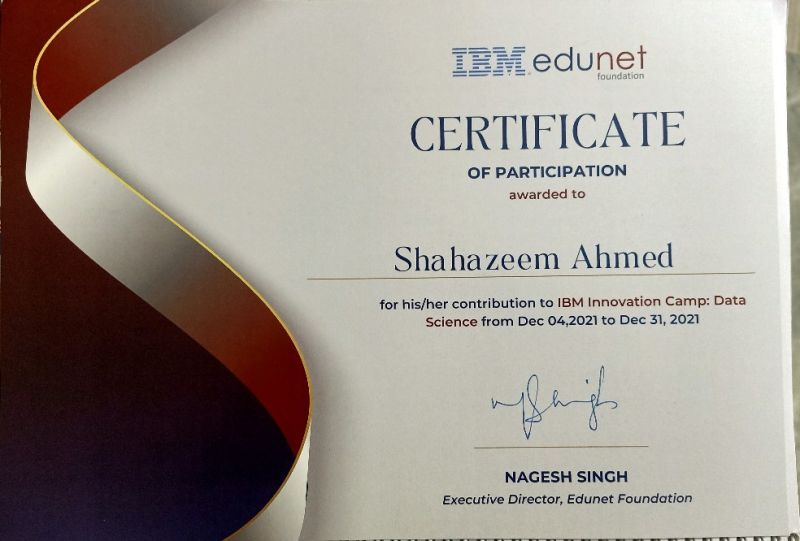 IBM edunet
foundation
CERTIFICATE
OF PARTICIPATION
awarded to
Shahazeem Ahmed
for his/her contribution to IBM Innovation Camp: Data
Science from Dec 04,2021 to Dec 31, 2021
NAGESH SINGH
Executive Director, Edunet Foundation